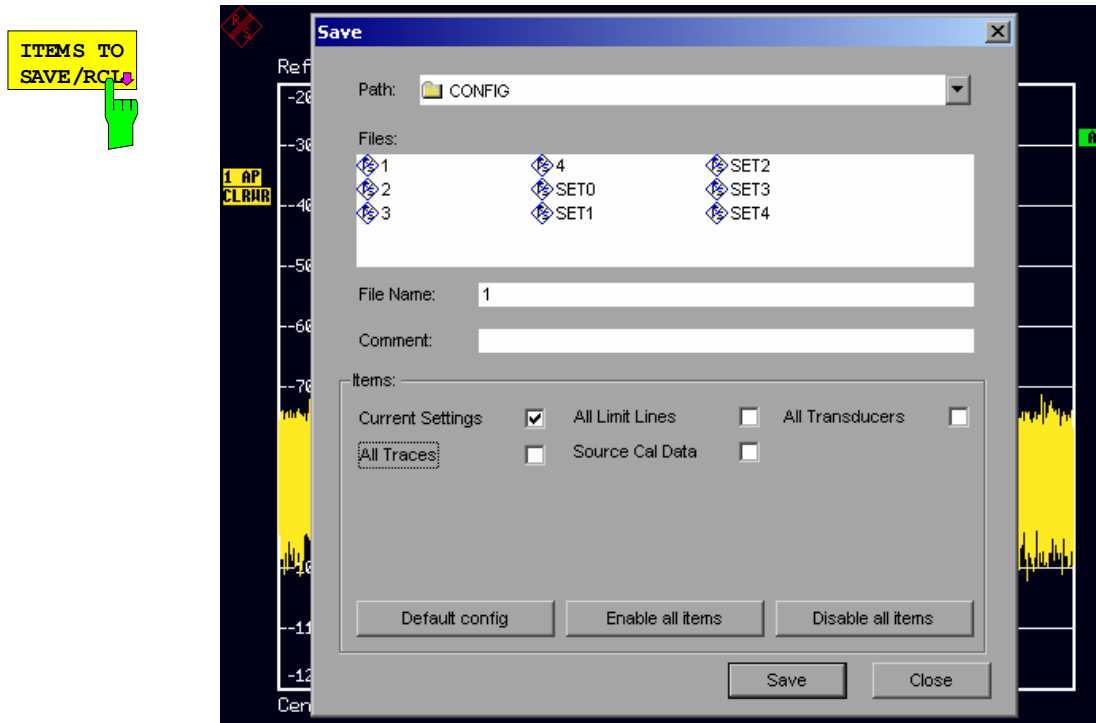 ITEMS TO
SAVE/RCL
R
S
Save
Ref
Path: CONFIG
-20
Files:
-30
A
1 4 SET2
1 AP
2 SET0 SET3
CLRWR
-40
3 SET1 SET4
-50
File Name: 1
-60
Comment:
-70
Items:
Current Settings All Limit Lines All Transducers
All Traces Source Cal Data
-10
Default config Enable all items Disable all items
-11
-12
Save Close
Cen